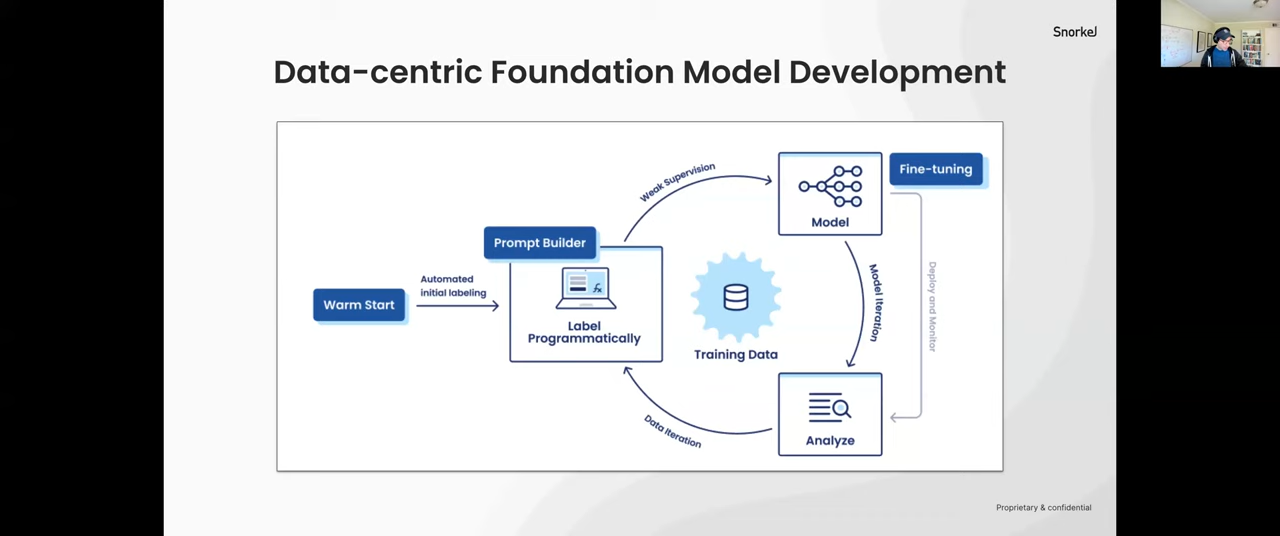 Snorkel
Data-centric Foundation Model Development
Weak Supervision
Fine-tuning
Model
Prompt Builder
Automated
initial labeling
Warm Start
Label
Programmatically
Training Data
Model Iteration
Deploy and Monitor
Data Iteration
Analyze
Proprietary & confidential